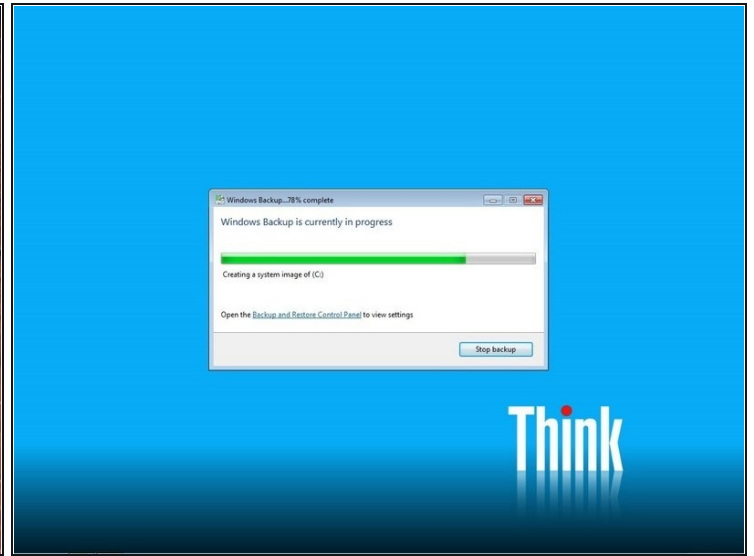 Windows Backup...78% complete
Windows Backup is currently in progress
Creating a system image of (C:)
Open the Backup and Restore Control Panel to view settings
Stop backup
Think